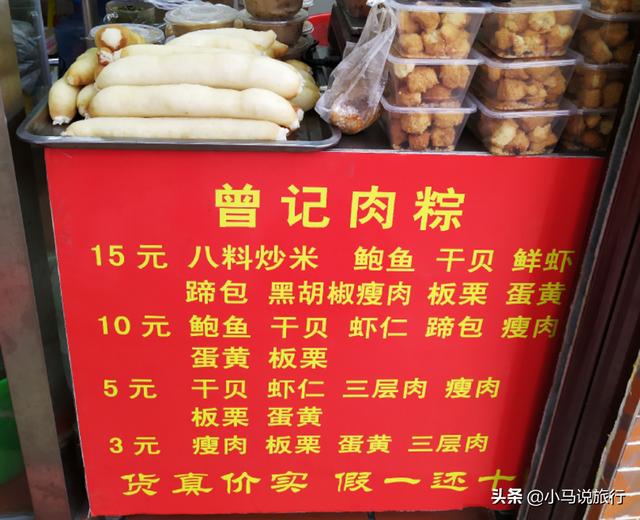 曾记肉粽
15元 八料炒米 鲍鱼 干贝 鲜虾
蹄包 黑胡椒瘦肉 板栗 蛋黄
10元 鲍鱼 干贝 虾仁 蹄包 瘦肉
蛋黄 板栗
5元 干贝 虾仁 三层肉 瘦肉
板栗 蛋黄
3元 瘦肉 板栗 蛋黄 三层肉
货真价实 假一还十
头条 @小马说旅行